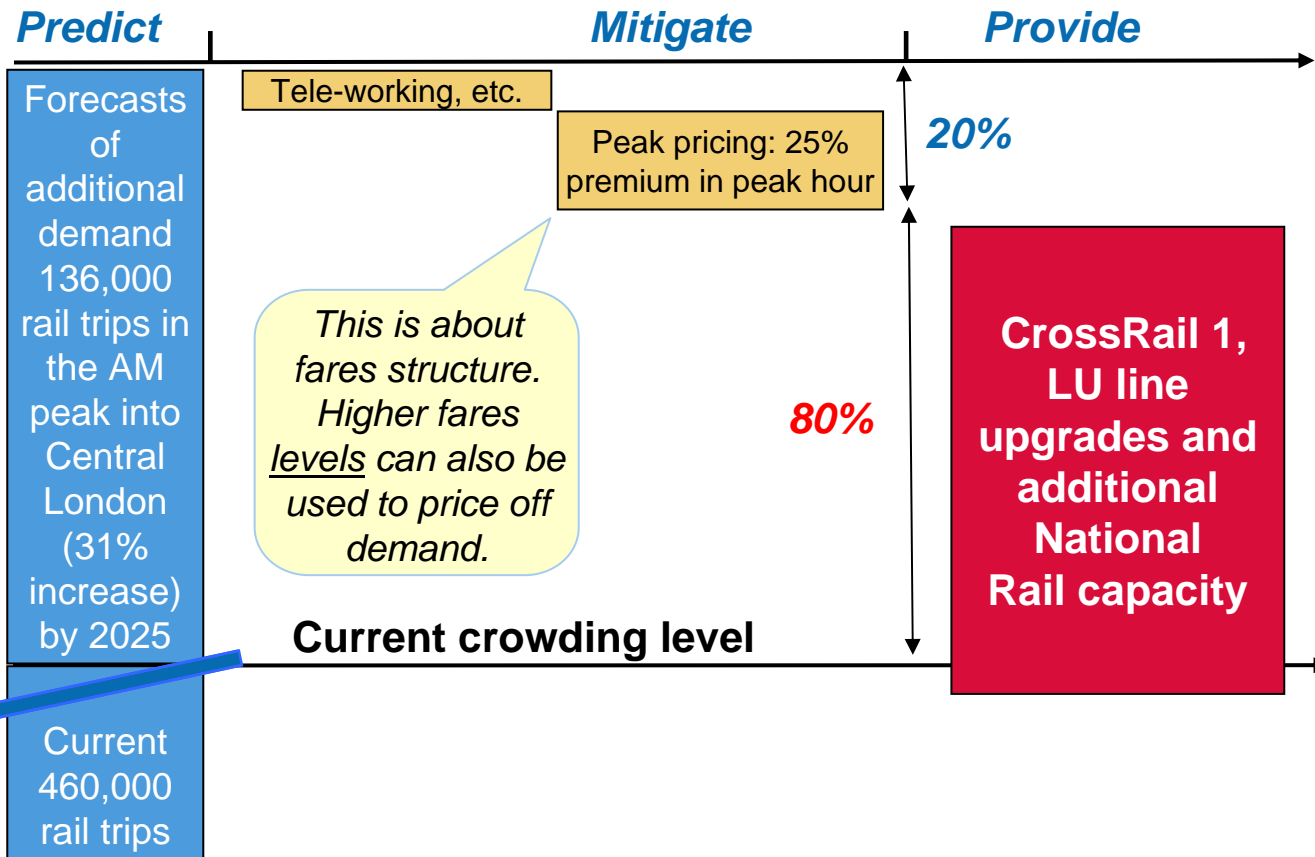 Predict
Mitigate
Provide
Forecasts
of
additional
demand
136,000
rail trips in
the AM
peak into
Central
London
(31%
increase)
by 2025
Tele-working, etc.
Peak pricing: 25%
premium in peak hour
20%
This is about
fares structure.
Higher fares
levels can also be
used to price off
demand.
80%
CrossRail 1,
LU line
upgrades and
additional
National
Rail capacity
Current crowding level
Current
460,000
rail trips